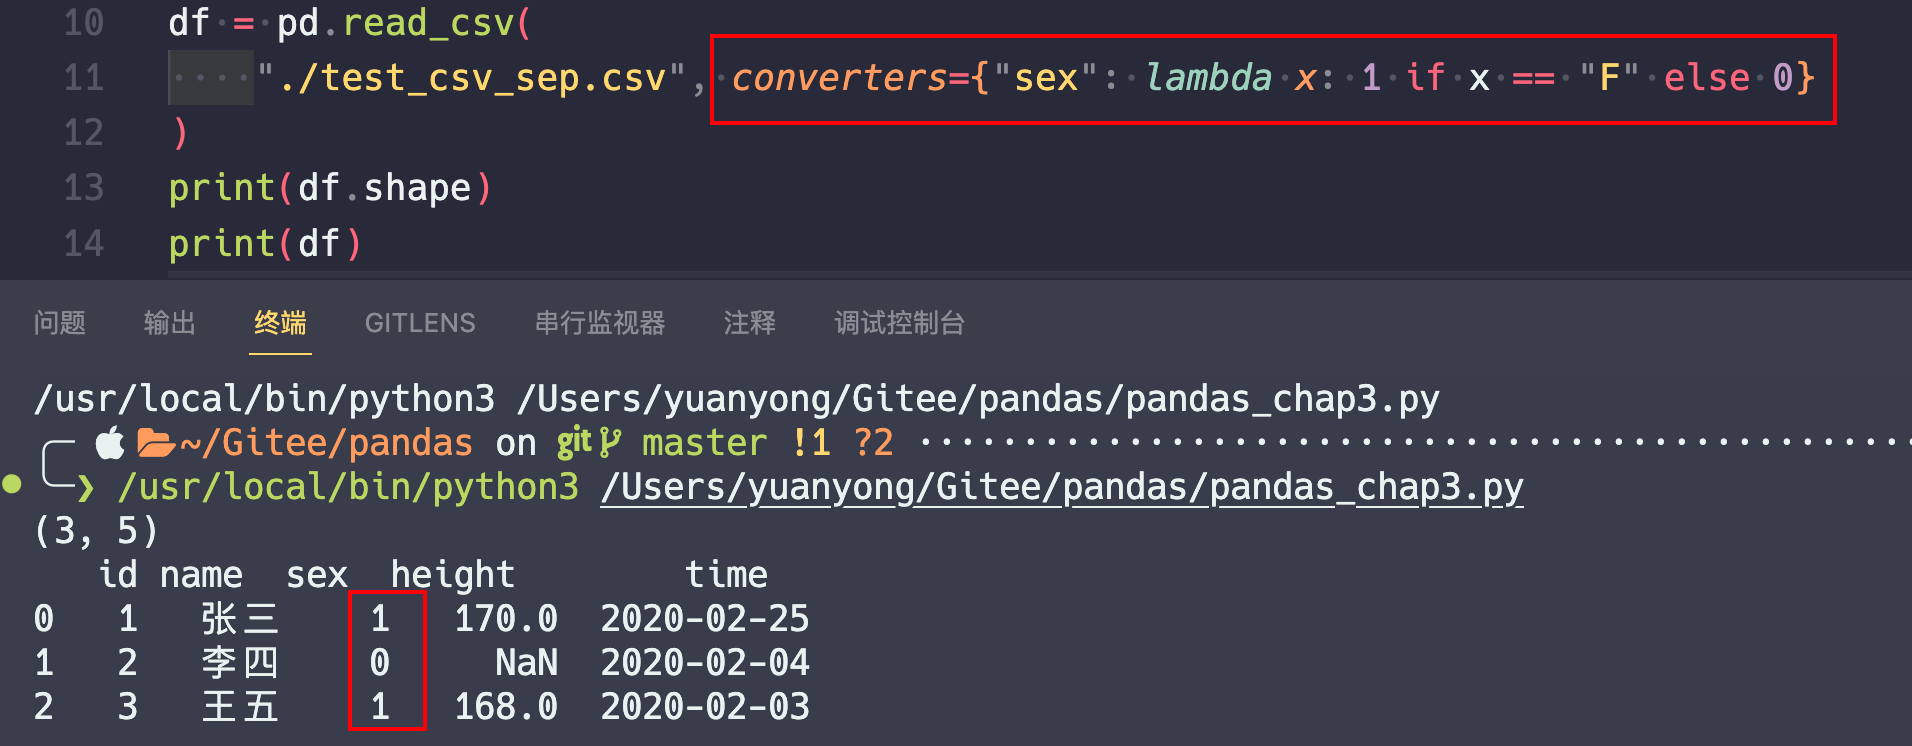 10 df = pd.read_csv(
11 "./test_csv_sep.csv", converters={"sex": lambda x: 1 if x == "F" else 0}
12 )
13 print(df.shape)
14 print(df)
问题 输出 终端 GITLENS 串行监视器 注释 调试控制台
/usr/local/bin/python3 /Users/yuanyong/Gitee/pandas/pandas_chap3.py
~/Gitee/pandas on git master !1 ?2
❯ /usr/local/bin/python3 /Users/yuanyong/Gitee/pandas/pandas_chap3.py
(3, 5)
id name sex height time
0 1 张三 1 170.0 2020-02-25
1 2 李四 0 NaN 2020-02-04
2 3 王五 1 168.0 2020-02-03